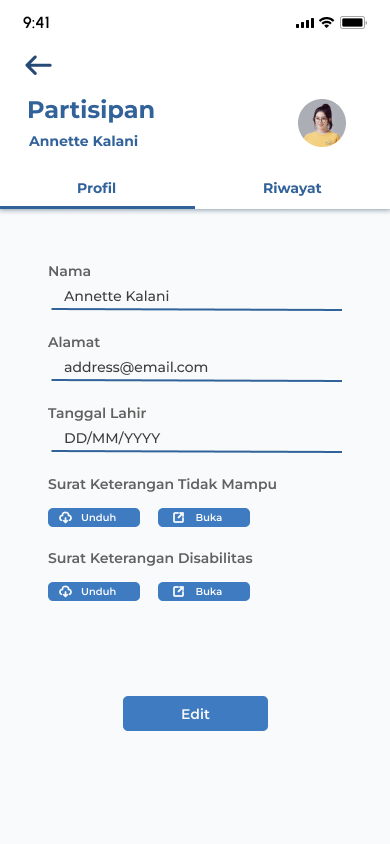 9:41
Partisipan
Annette Kalani
Profil Riwayat
Nama
Annette Kalani
Alamat
address@email.com
Tanggal Lahir
DD/MM/YYYY
Surat Keterangan Tidak Mampu
Unduh Buka
Surat Keterangan Disabilitas
Unduh Buka
Edit